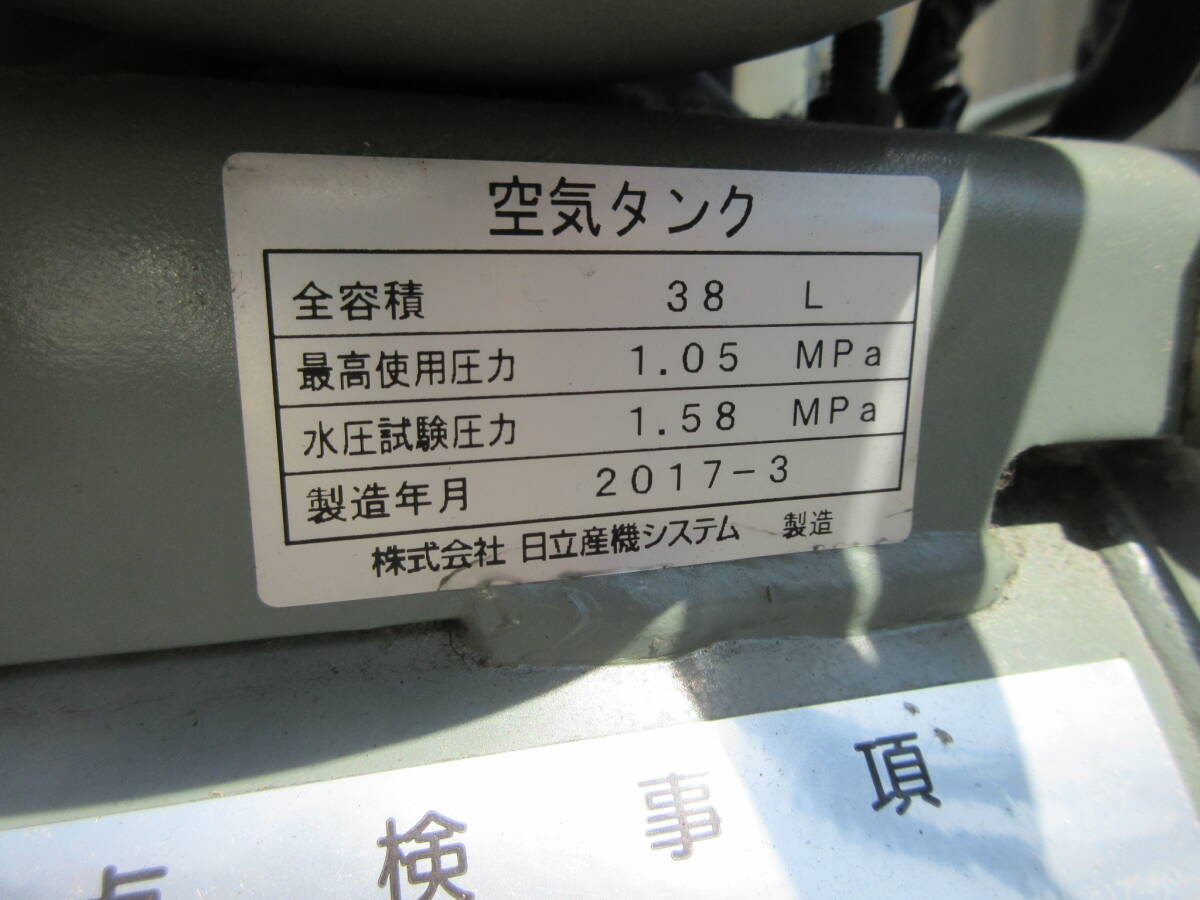 空気タンク
全容積 38 L
最高使用圧力 1.05 MPa
水圧試験圧力 1.58 MPa
製造年月 2017-3
株式会社 日立産機システム 製造
点検事項